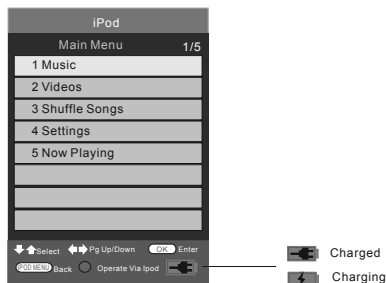 iPod
Main Menu 1/5
1 Music
2 Videos
3 Shuffle Songs
4 Settings
5 Now Playing
Select Pg Up/Down OK Enter
IPOD MENU Back Operate Via Ipod
Charged
Charging